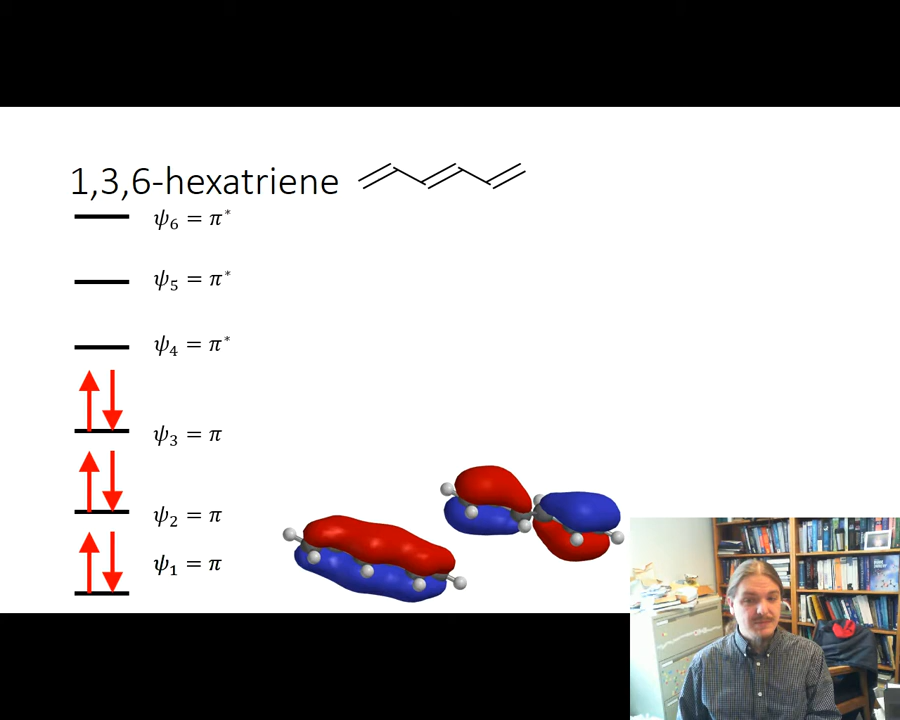 1,3,6-hexatriene
ψ₆ = π*
ψ₅ = π*
ψ₄ = π*
ψ₃ = π
ψ₂ = π
ψ₁ = π